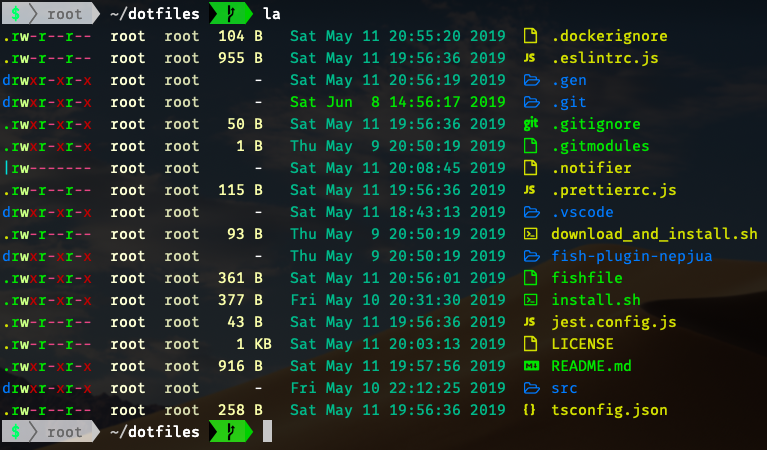 $ root ~/dotfiles la
.rw-r--r-- root root 104 B Sat May 11 20:55:20 2019 .dockerignore
.rw-r--r-- root root 955 B Sat May 11 19:56:36 2019 JS .eslintrc.js
drwxr-xr-x root root - Sat May 11 20:56:19 2019 .gen
drwxr-xr-x root root - Sat Jun 8 14:56:17 2019 .git
.rwxr-xr-x root root 50 B Sat May 11 19:56:36 2019 git .gitignore
.rwxr-xr-x root root 1 B Thu May 9 20:50:19 2019 .gitmodules
|rw------- root root - Sat May 11 20:08:45 2019 .notifier
.rw-r--r-- root root 115 B Sat May 11 19:56:36 2019 JS .prettierrc.js
drwxr-xr-x root root - Sat May 11 18:43:13 2019 .vscode
.rw-r--r-- root root 93 B Thu May 9 20:50:19 2019 download_and_install.sh
drwxr-xr-x root root - Thu May 9 20:50:19 2019 fish-plugin-nepjua
.rwxr-xr-x root root 361 B Sat May 11 20:56:01 2019 fishfile
.rwxr-xr-x root root 377 B Fri May 10 20:31:30 2019 install.sh
.rw-r--r-- root root 43 B Sat May 11 19:56:36 2019 JS jest.config.js
.rw-r--r-- root root 1 KB Sat May 11 20:03:13 2019 LICENSE
.rwxr-xr-x root root 916 B Sat May 11 19:57:56 2019 README.md
drwxr-xr-x root root - Fri May 10 22:12:25 2019 src
.rw-r--r-- root root 258 B Sat May 11 19:56:36 2019 {} tsconfig.json
$ root ~/dotfiles